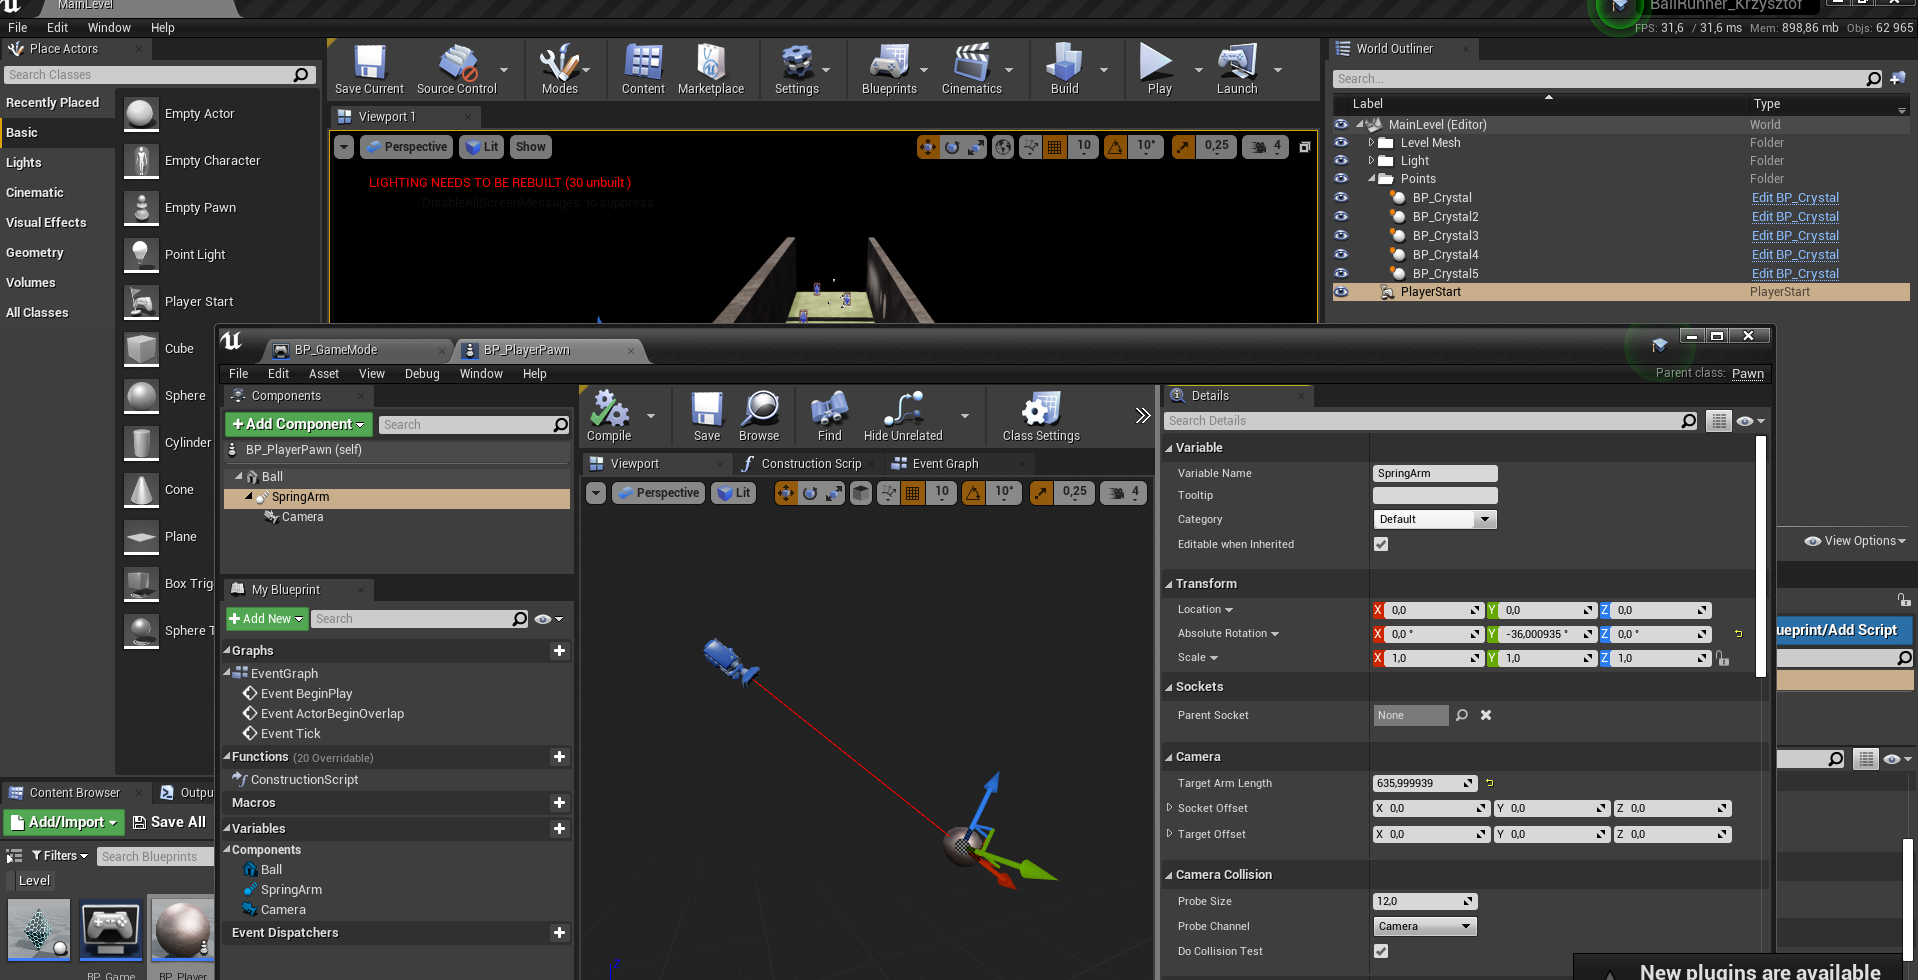 MainLevel
BallRunner_Krzysztof
File Edit Window Help
FPS: 31,6 / 31,6 ms Mem: 898,86 mb Objs: 62 965
Place Actors
Search Classes
Recently Placed
Basic
Lights
Cinematic
Visual Effects
Geometry
Volumes
All Classes
Empty Actor
Empty Character
Empty Pawn
Point Light
Player Start
Cube
Sphere
Cylinder
Cone
Plane
Box Trig
Sphere T
Save Current
Source Control
Modes
Content
Marketplace
Settings
Blueprints
Cinematics
Build
Play
Launch
Viewport 1
Perspective Lit Show
10 10° 0,25 4
LIGHTING NEEDS TO BE REBUILT (30 unbuilt )
'DisableAllScreenMessages' to suppress
World Outliner
Search...
Label Type
MainLevel (Editor) World
Level Mesh Folder
Light Folder
Points Folder
BP_Crystal Edit BP_Crystal
BP_Crystal2 Edit BP_Crystal
BP_Crystal3 Edit BP_Crystal
BP_Crystal4 Edit BP_Crystal
BP_Crystal5 Edit BP_Crystal
PlayerStart PlayerStart
View Options
ueprint/Add Script
BP_GameMode
BP_PlayerPawn
File Edit Asset View Debug Window Help
Parent class: Pawn
Components
+Add Component
Search
BP_PlayerPawn (self)
Ball
SpringArm
Camera
My Blueprint
+Add New
Search
Graphs
EventGraph
Event BeginPlay
Event ActorBeginOverlap
Event Tick
Functions (20 Overridable)
ConstructionScript
Macros
Variables
Components
Ball
SpringArm
Camera
Event Dispatchers
Compile
Save
Browse
Find
Hide Unrelated
Class Settings
Viewport
Construction Scrip
Event Graph
Perspective Lit
10 10° 0,25 4
Details
Search Details
Variable
Variable Name SpringArm
Tooltip
Category Default
Editable when Inherited
Transform
Location X 0,0 Y 0,0 Z 0,0
Absolute Rotation X 0,0 ° Y -36,000935 ° Z 0,0 °
Scale X 1,0 Y 1,0 Z 1,0
Sockets
Parent Socket None
Camera
Target Arm Length 635,999939
Socket Offset X 0,0 Y 0,0 Z 0,0
Target Offset X 0,0 Y 0,0 Z 0,0
Camera Collision
Probe Size 12,0
Probe Channel Camera
Do Collision Test
Content Browser
Outpu
Add/Import
Save All
Filters
Search Blueprints
Level
BP_Game
BP_Player
New plugins are available